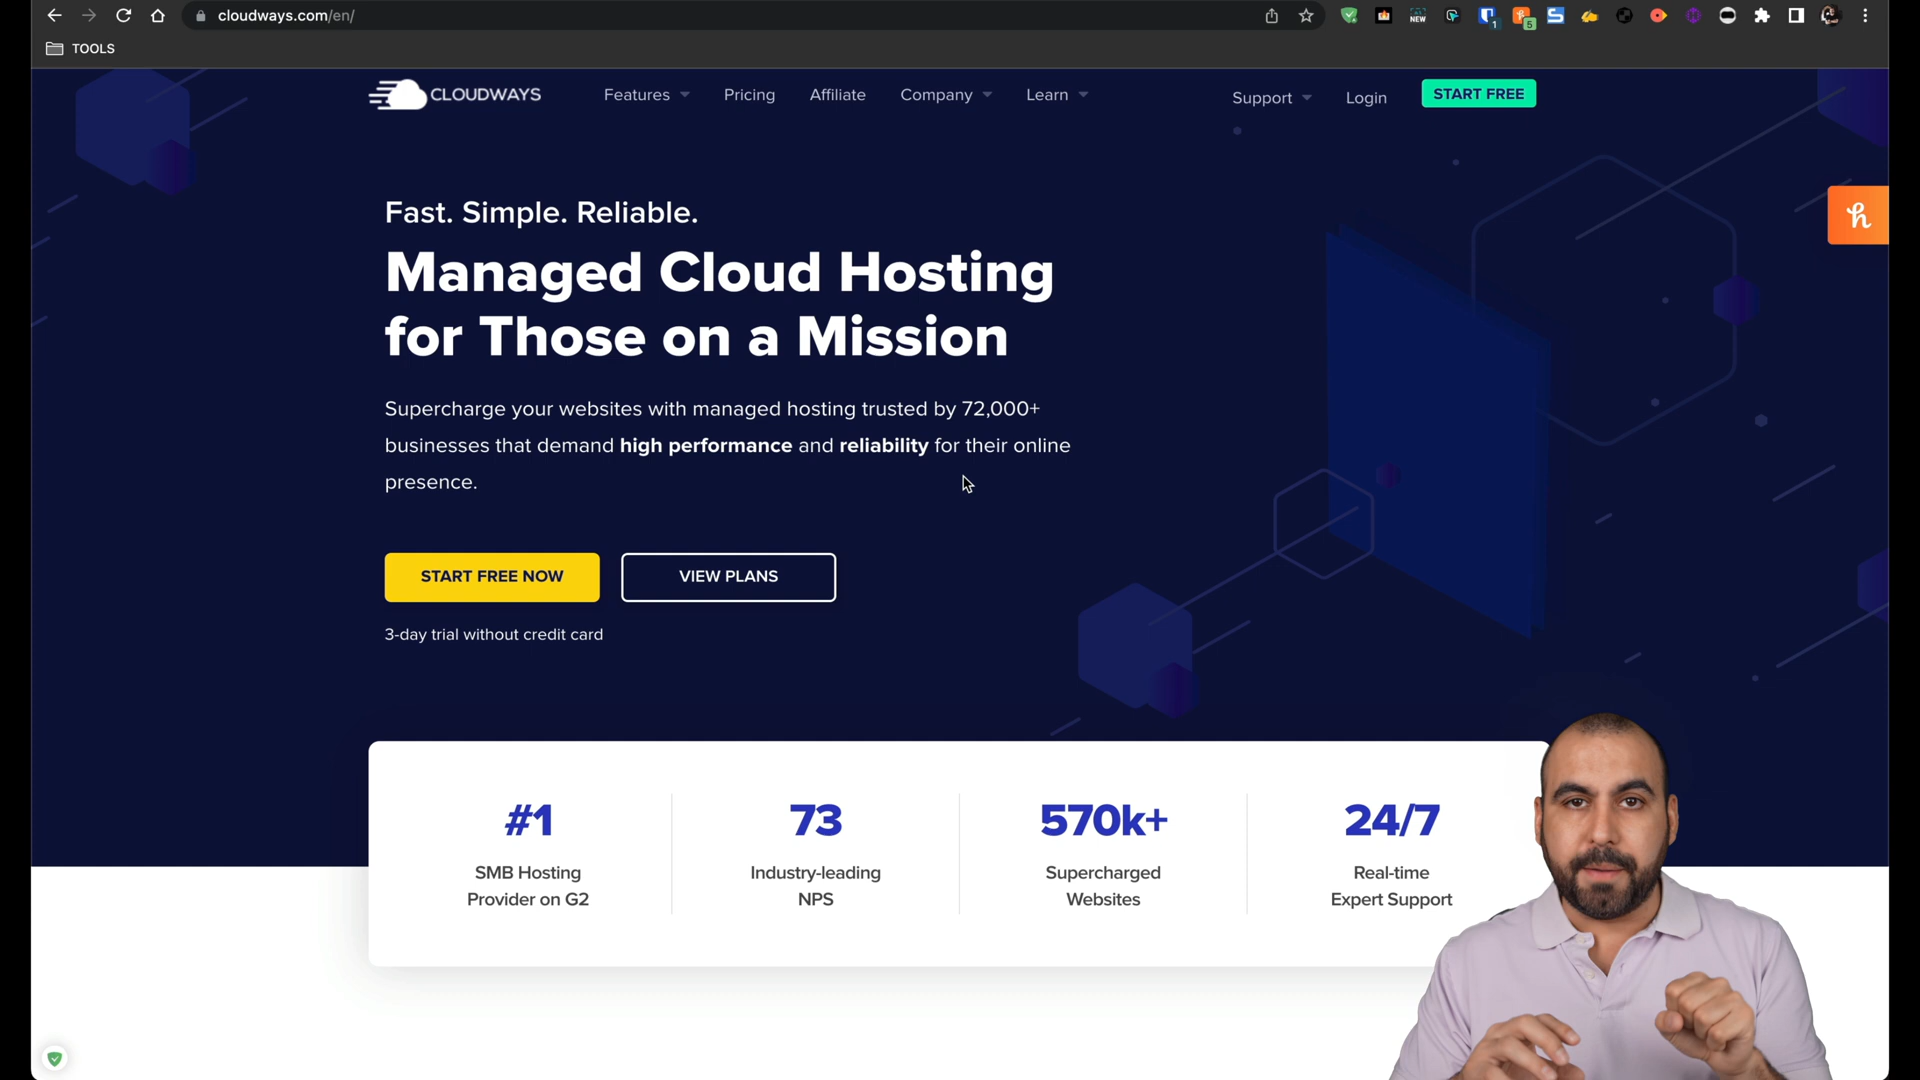 cloudways.com/en/
NEW
1
5
TOOLS
CLOUDWAYS
Features
Pricing
Affiliate
Company
Learn
Support
Login
START FREE
Fast. Simple. Reliable.
Managed Cloud Hosting
for Those on a Mission
Supercharge your websites with managed hosting trusted by 72,000+
businesses that demand high performance and reliability for their online
presence.
START FREE NOW
VIEW PLANS
3-day trial without credit card
#1
SMB Hosting
Provider on G2
73
Industry-leading
NPS
570k+
Supercharged
Websites
24/7
Real-time
Expert Support
h